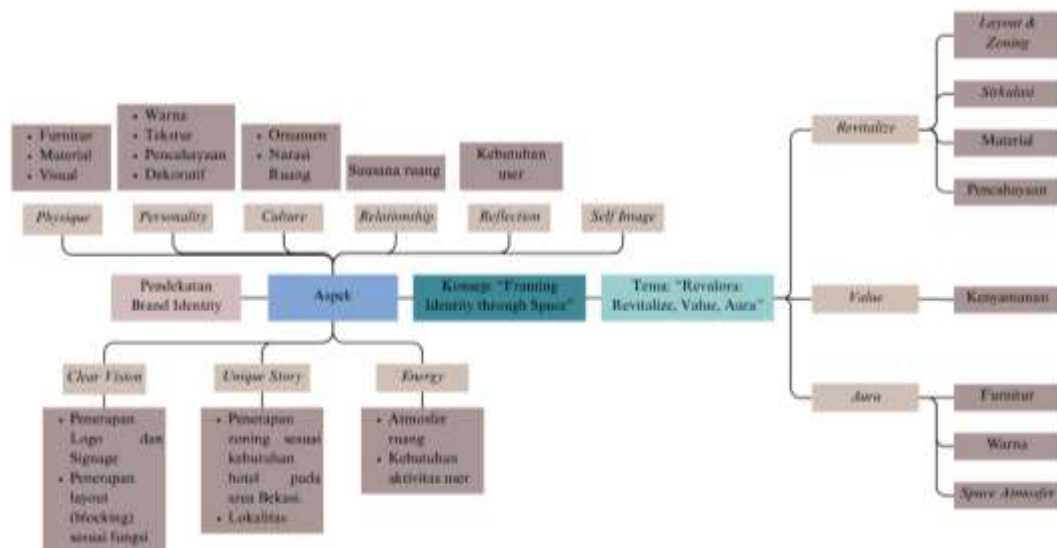 • Furnitur
• Material
• Visual
• Warna
• Tekstur
• Pencahayaan
• Dekoratif
• Ornamen
• Narasi
Ruang
Suasana ruang
Kebutuhan
user
Physique
Personality
Culture
Relationship
Reflection
Self Image
Pendekatan
Brand Identity
Aspek
Konsep: "Framing
Identity through Space"
Tema: "Revalora:
Revitalize, Value, Aura"
Clear Vision
• Penerapan
Logo dan
Signage
• Penerapan
layout
(blocking)
sesuai fungsi
Unique Story
• Penerapan
zoning sesuai
kebutuhan
hotel pada
area Bekasi.
• Lokalitas
Energy
• Atmosfer
ruang
• Kebutuhan
aktivitas user
Revitalize
Layout &
Zoning
Sirkulasi
Material
Pencahayaan
Value
Kenyamanan
Aura
Furnitur
Warna
Space Atmosfer